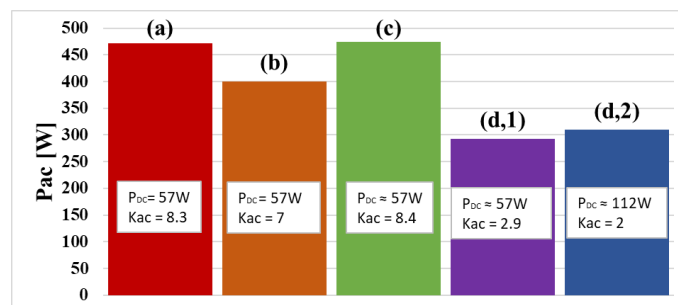 (a)
(b)
(c)
(d,1)
(d,2)
Pac [W]
500
450
400
350
300
250
200
150
100
50
0
PDC = 57W
Kac = 8.3
PDC = 57W
Kac = 7
PDC ≈ 57W
Kac = 8.4
PDC ≈ 57W
Kac = 2.9
PDC ≈ 112W
Kac = 2